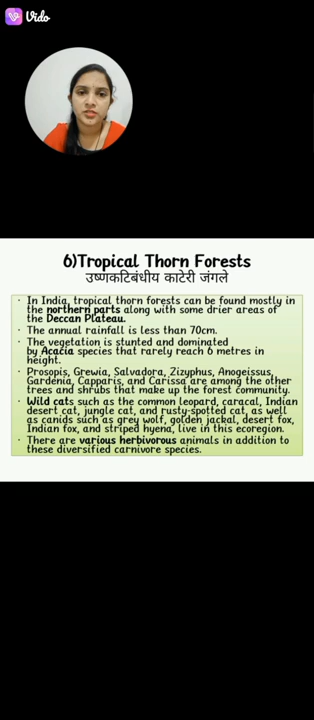 Vido
6)Tropical Thorn Forests
उष्णकटिबंधीय काटेरी जंगले
• In India, tropical thorn forests can be found mostly in
the northern parts along with some drier areas of
the Deccan Plateau.
• The annual rainfall is less than 70cm.
• The vegetation is stunted and dominated
by Acacia species that rarely reach 6 metres in
height.
• Prosopis, Grewia, Salvadora, Zizyphus, Anogeissus,
Gardenia, Capparis, and Carissa are among the other
trees and shrubs that make up the forest community.
• Wild cats such as the common leopard, caracal, Indian
desert cat, jungle cat, and rusty-spotted cat, as well
as canids such as grey wolf, golden jackal, desert fox,
Indian fox, and striped hyena, live in this ecoregion.
• There are various herbivorous animals in addition to
these diversified carnivore species.